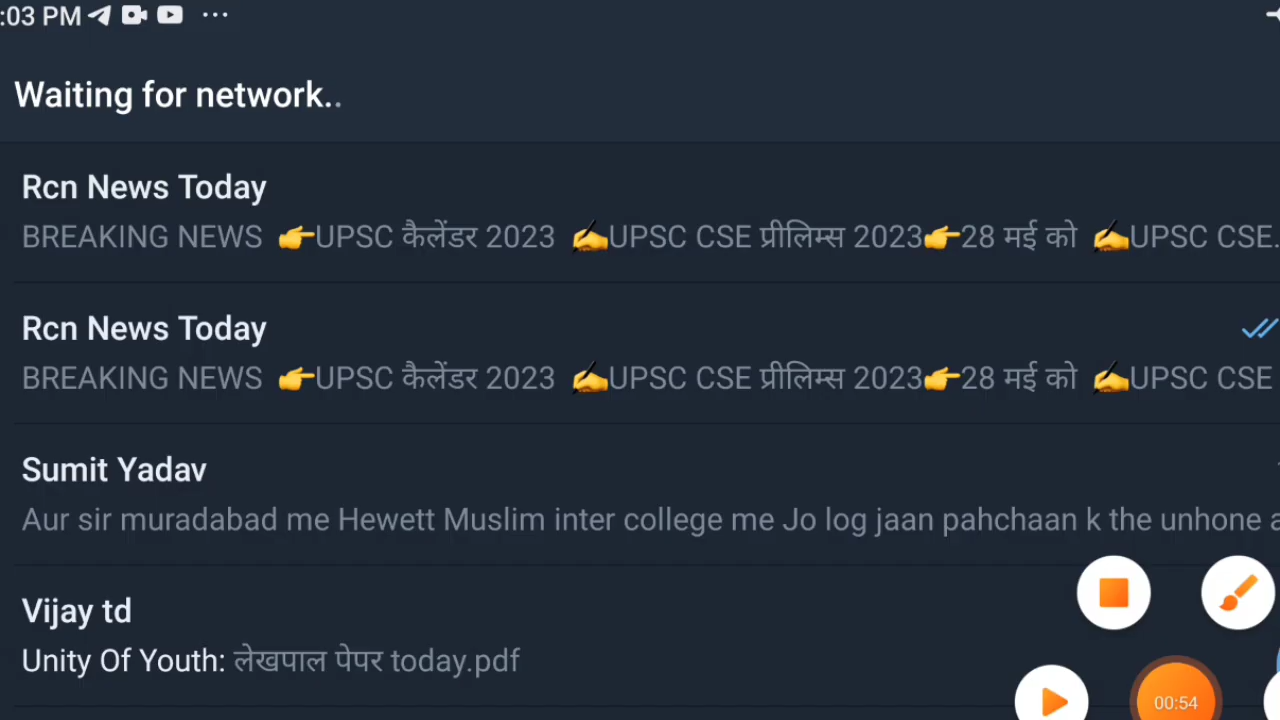 :03 PM
Waiting for network..
Rcn News Today
BREAKING NEWS 👉UPSC कैलेंडर 2023 ✍UPSC CSE प्रीलिम्स 2023👉28 मई को ✍UPSC CSE.
Rcn News Today
BREAKING NEWS 👉UPSC कैलेंडर 2023 ✍UPSC CSE प्रीलिम्स 2023👉28 मई को ✍UPSC CSE
Sumit Yadav
Aur sir muradabad me Hewett Muslim inter college me Jo log jaan pahchaan k the unhone
Vijay td
Unity Of Youth: लेखपाल पेपर today.pdf
00:54